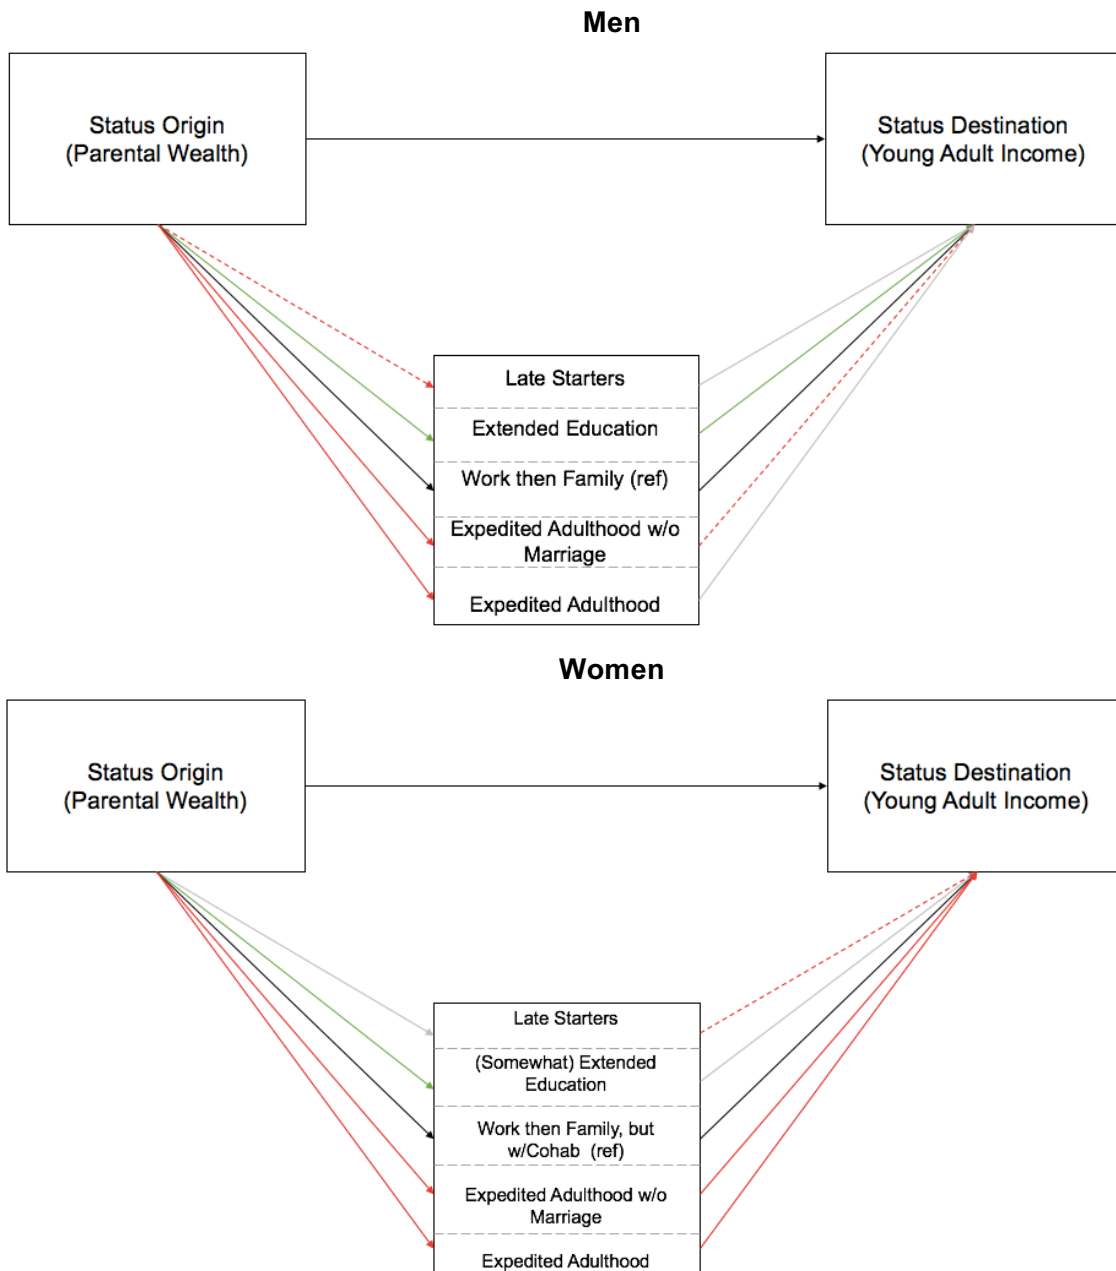 Men
Status Origin
(Parental Wealth)
Status Destination
(Young Adult Income)
Late Starters
Extended Education
Work then Family (ref)
Expedited Adulthood w/o
Marriage
Expedited Adulthood
Women
Status Origin
(Parental Wealth)
Status Destination
(Young Adult Income)
Late Starters
(Somewhat) Extended
Education
Work then Family, but
w/Cohab (ref)
Expedited Adulthood w/o
Marriage
Expedited Adulthood